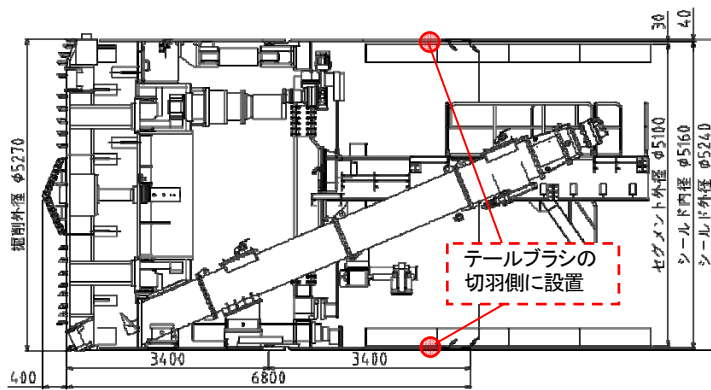 30
40
掘削外径 φ5270
セグメント外径 φ5100
シールド内径 φ5160
シールド外径 φ5240
テールブラシの
切羽側に設置
3400
3400
400
6800